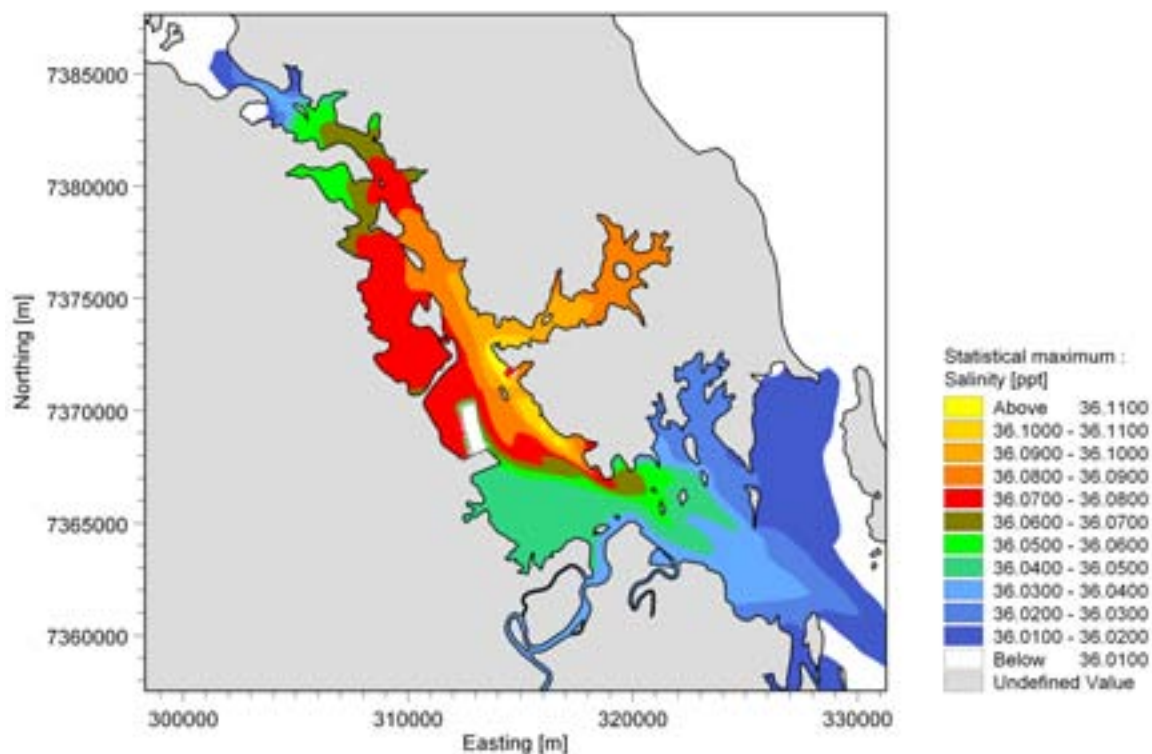 7385000
7380000
7375000
7370000
7365000
7360000
Northing [m]
300000 310000 320000 330000
Easting [m]
Statistical maximum :
Salinity [ppt]
Above 36.1100
36.1000 - 36.1100
36.0900 - 36.1000
36.0800 - 36.0900
36.0700 - 36.0800
36.0600 - 36.0700
36.0500 - 36.0600
36.0400 - 36.0500
36.0300 - 36.0400
36.0200 - 36.0300
36.0100 - 36.0200
Below 36.0100
Undefined Value